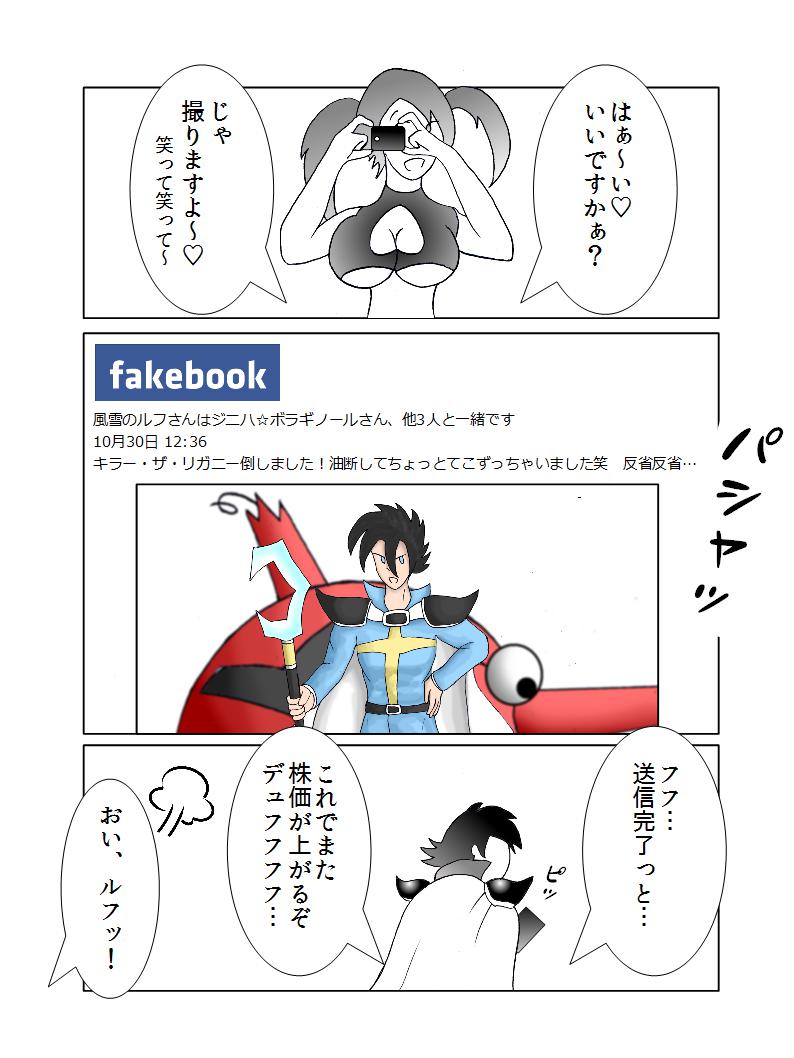 はぁ～い♡
いいですかぁ？
じゃ
撮りますよ～♡
笑って笑って～
fakebook
風雪のルフさんはジニハ☆ボラギノールさん、他3人と一緒です
10月30日 12:36
キラー・ザ・リガニー倒しました！油断してちょっとてこずっちゃいました笑　反省反省…
パシャッ
フフ…
送信完了っと…
ピッ
これでまた
株価が上がるぞ
デュフフフフ…
おい、ルフッ！